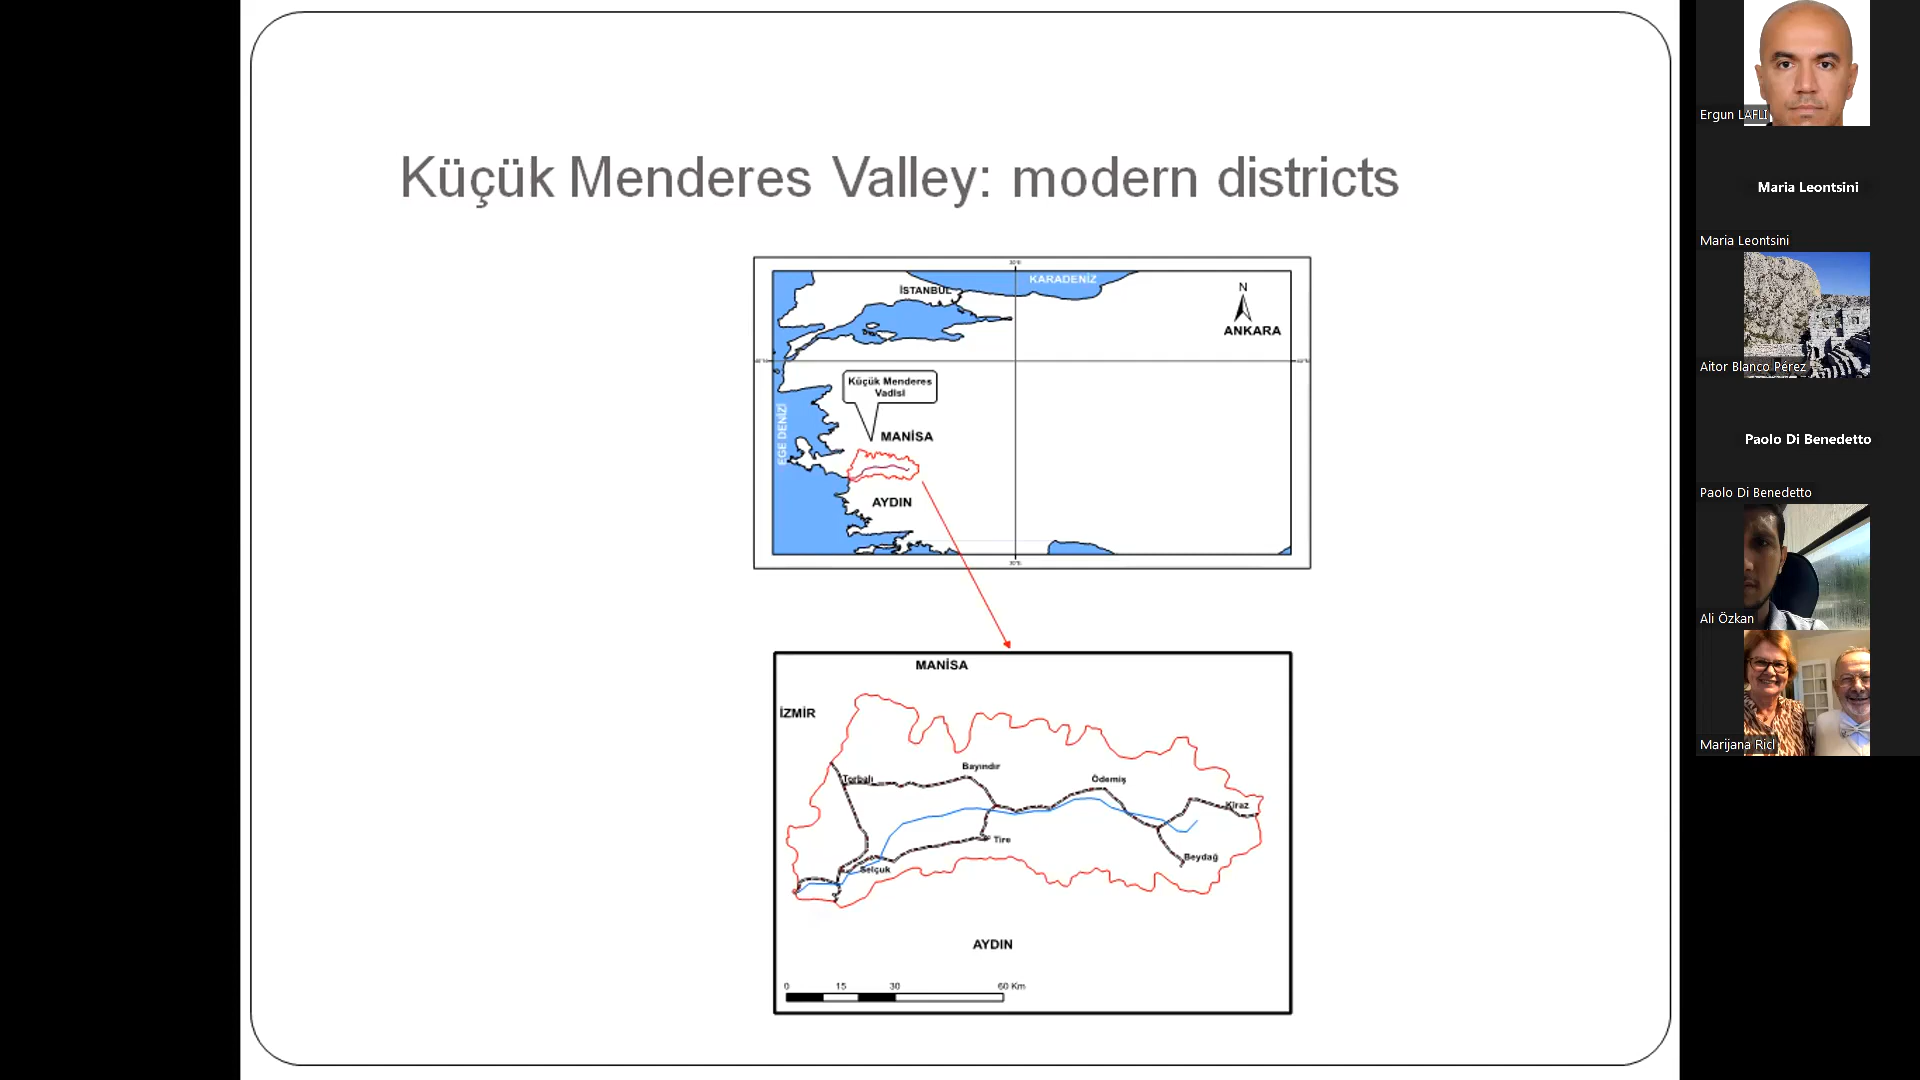 Küçük Menderes Valley: modern districts
30°E
KARADENİZ
İSTANBUL
N
ANKARA
Küçük Menderes
Vadisi
EGE DENİZİ
MANİSA
AYDIN
30°E
MANİSA
İZMİR
Torbalı
Bayındır
Ödemiş
Kiraz
Tire
Beydağ
Selçuk
AYDIN
0 15 30 60 Km
Ergun LAFLI
Maria Leontsini
Maria Leontsini
Aitor Blanco Pérez
Paolo Di Benedetto
Paolo Di Benedetto
Ali Özkan
Marijana Ricl